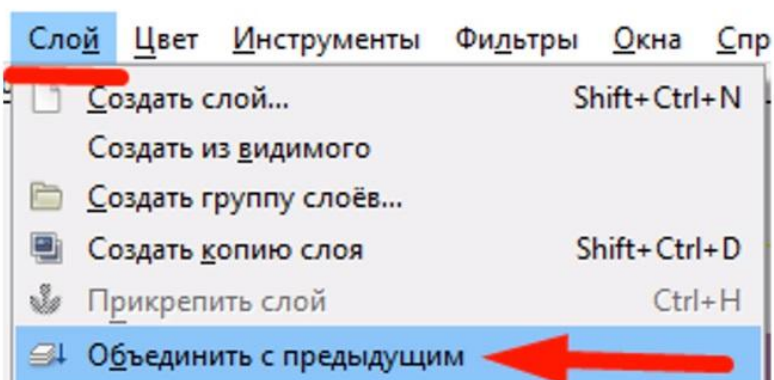 Слой Цвет Инструменты Фильтры Окна Спр
Создать слой... Shift+Ctrl+N
Создать из видимого
Создать группу слоёв...
Создать копию слоя Shift+Ctrl+D
Прикрепить слой Ctrl+H
Объединить с предыдущим